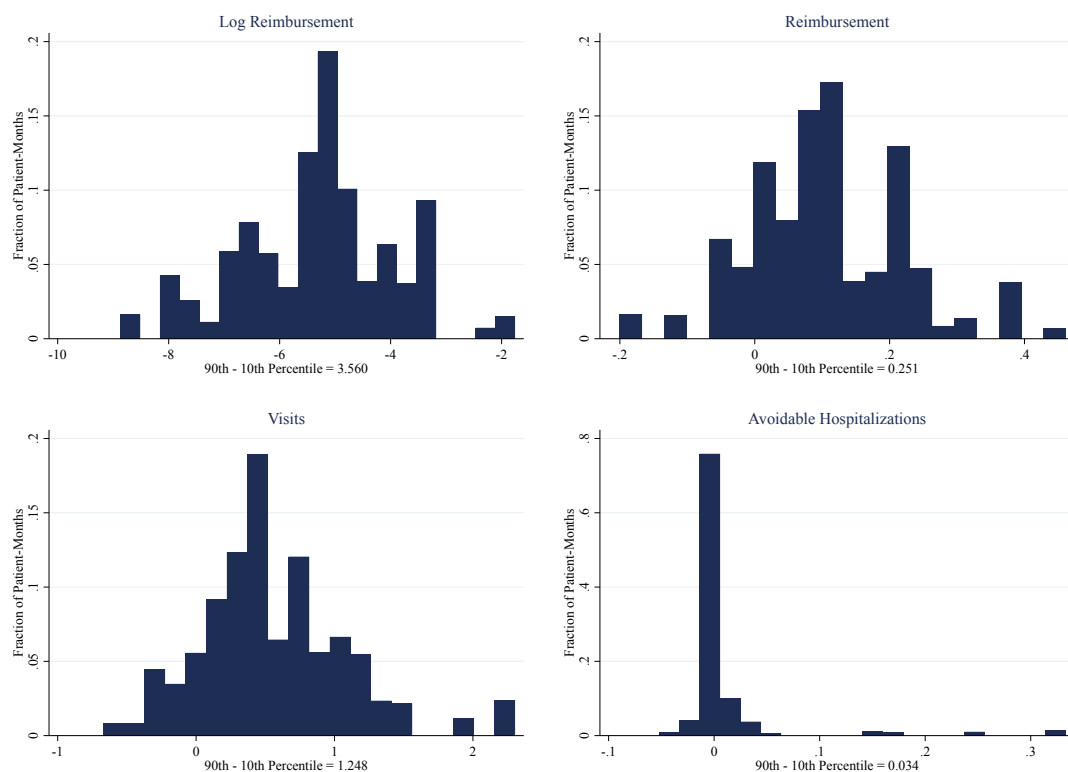 Log Reimbursement
Fraction of Patient-Months
0 .05 .1 .15 .2
-10 -8 -6 -4 -2
90th - 10th Percentile = 3.560
Reimbursement
Fraction of Patient-Months
0 .05 .1 .15 .2
-.2 0 .2 .4
90th - 10th Percentile = 0.251
Visits
Fraction of Patient-Months
0 .05 .1 .15 .2
-1 0 1 2
90th - 10th Percentile = 1.248
Avoidable Hospitalizations
Fraction of Patient-Months
0 .2 .4 .6 .8
-.1 0 .1 .2 .3
90th - 10th Percentile = 0.034